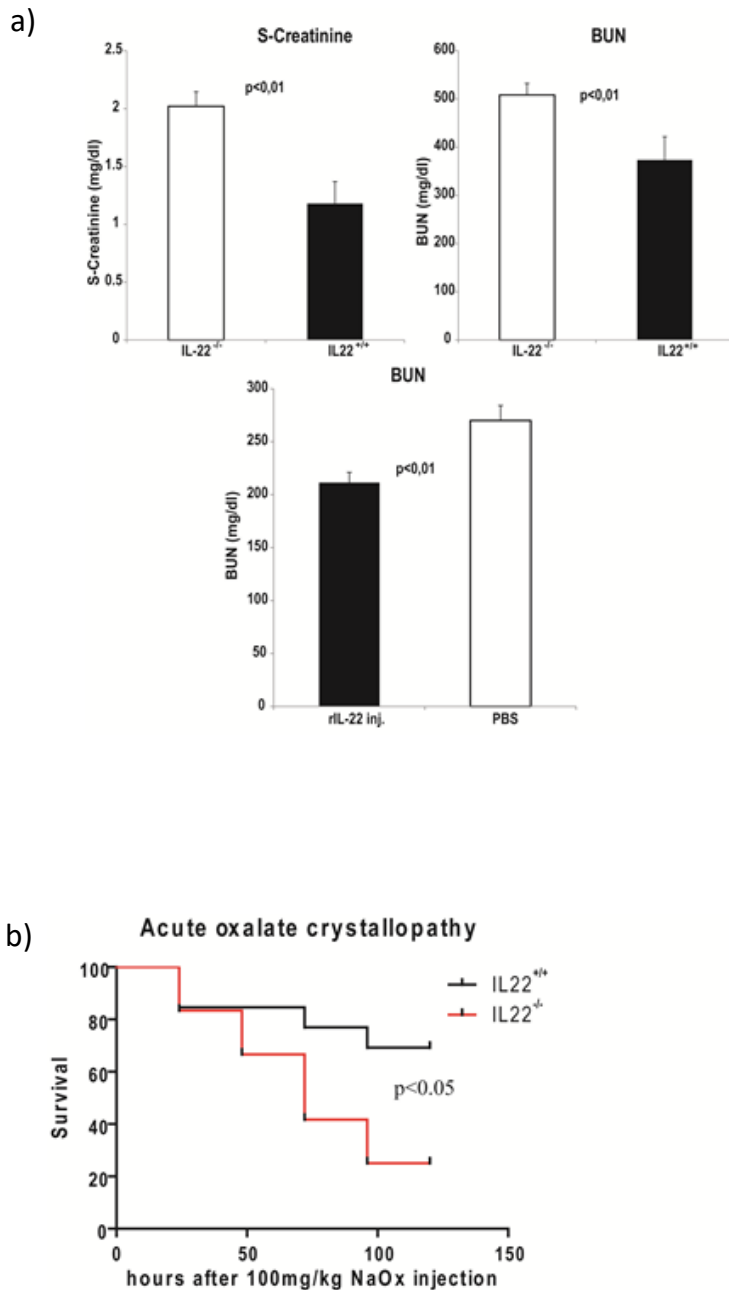 a)
S-Creatinine
S-Creatinine (mg/dl)
2.5
2
1.5
1
0.5
0
p<0,01
IL-22-/-
IL22+/+
BUN
BUN (mg/dl)
600
500
400
300
200
100
0
p<0,01
IL-22-/-
IL22+/+
BUN
BUN (mg/dl)
300
250
200
150
100
50
0
p<0,01
rIL-22 inj.
PBS
b)
Acute oxalate crystallopathy
Survival
100
80
60
40
20
0
IL22+/+
IL22-/-
p<0.05
0
50
100
150
hours after 100mg/kg NaOx injection